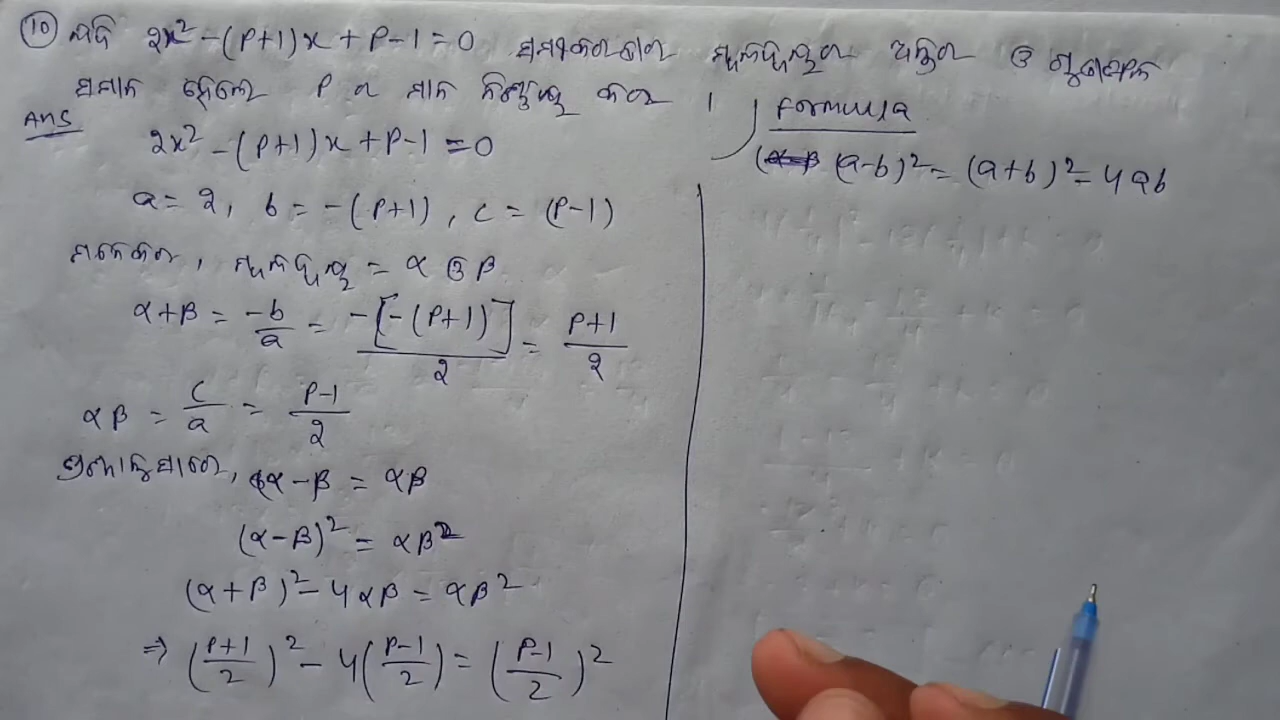 (10) ଯଦି 2x² - (P+1)x + P-1 = 0 ସମୀକରଣଟିର ମୂଳଦ୍ୱୟର ଅନ୍ତର ଓ ଗୁଣଫଳ
ସମାନ ହେଲେ P ର ମାନ ନିର୍ଣ୍ଣୟ କର ।
Ans
formula
2x² - (P+1)x + P-1 = 0
(a-b)² = (a+b)² - 4ab
a = 2, b = -(P+1), c = (P-1)
ମନେକର, ମୂଳଦ୍ୱୟ = α ଓ β
α+β = -b/a = -[-(P+1)]/2 = P+1/2
αβ = c/a = P-1/2
ପ୍ରଶ୍ନାନୁସାରେ, α-β = αβ
(α-β)² = αβ²
(α+β)² - 4αβ = αβ²
⇒ (P+1/2)² - 4(P-1/2) = (P-1/2)²